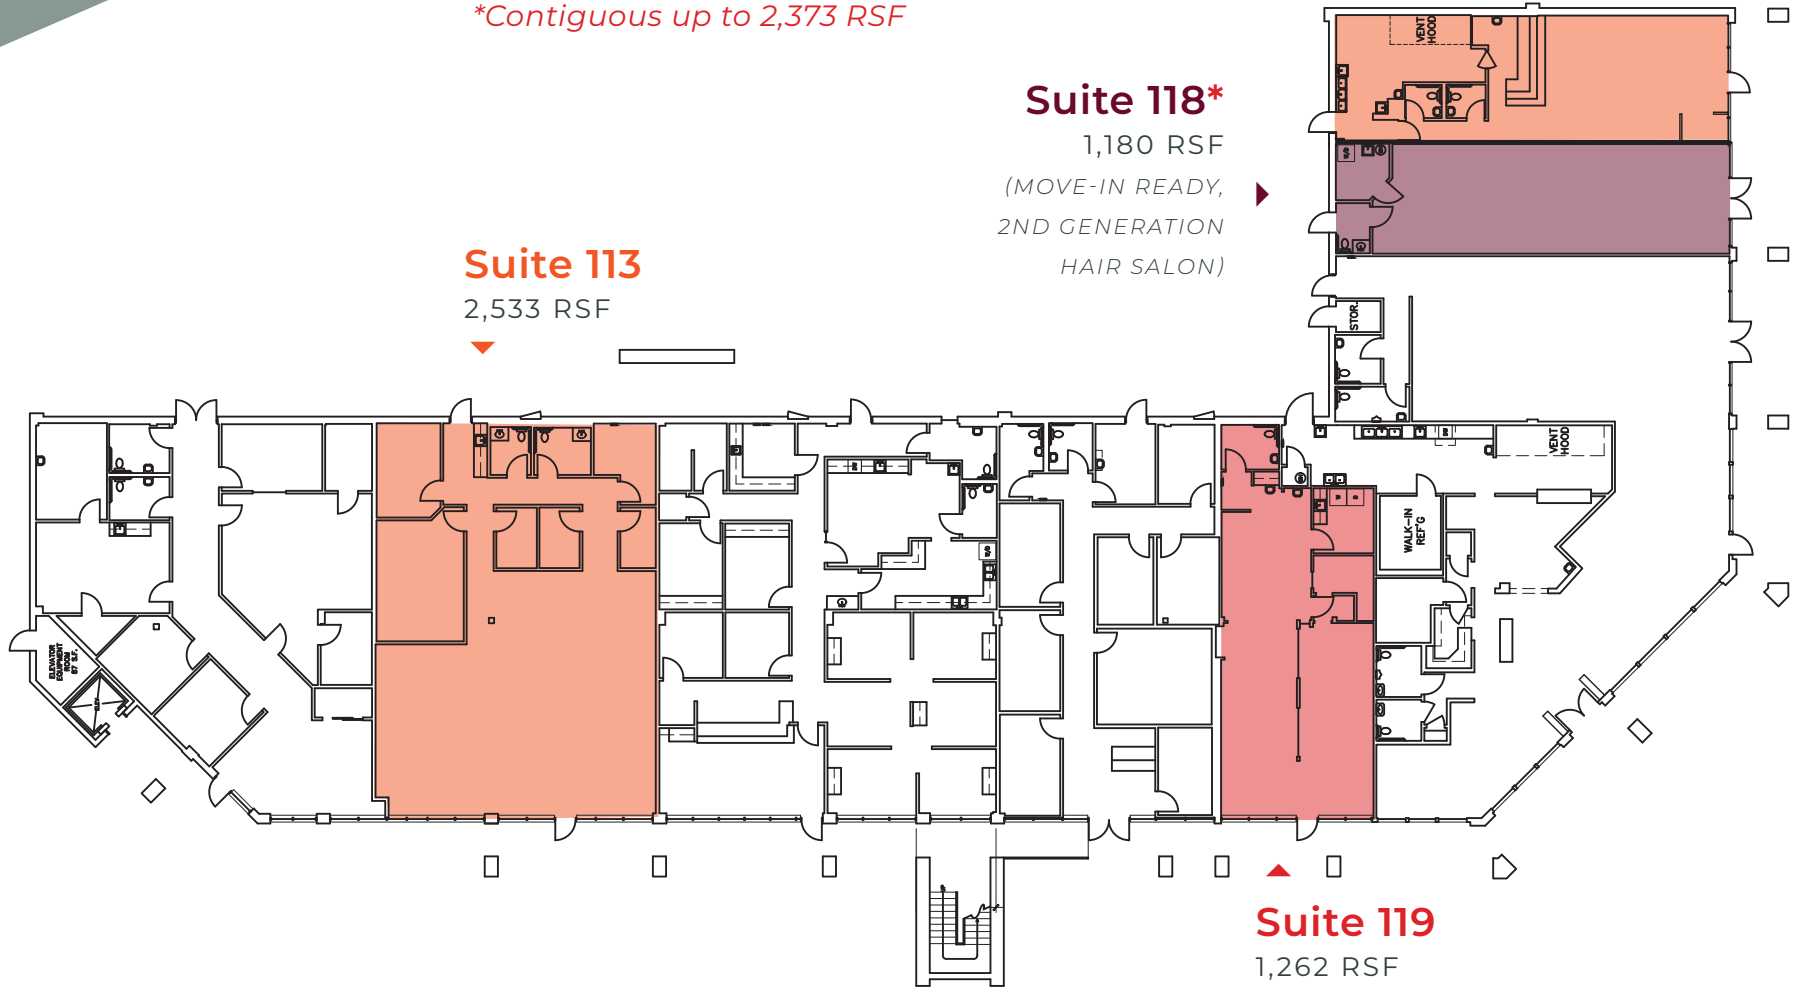 *Contiguous up to 2,373 RSF
Suite 118*
1,180 RSF
(MOVE-IN READY,
2ND GENERATION
HAIR SALON)
Suite 113
2,533 RSF
VENT
HOOD
STOR.
VENT
HOOD
WALK-IN
REF'G
ELEVATOR
EQUIPMENT
ROOM
87 S.F.
Suite 119
1,262 RSF